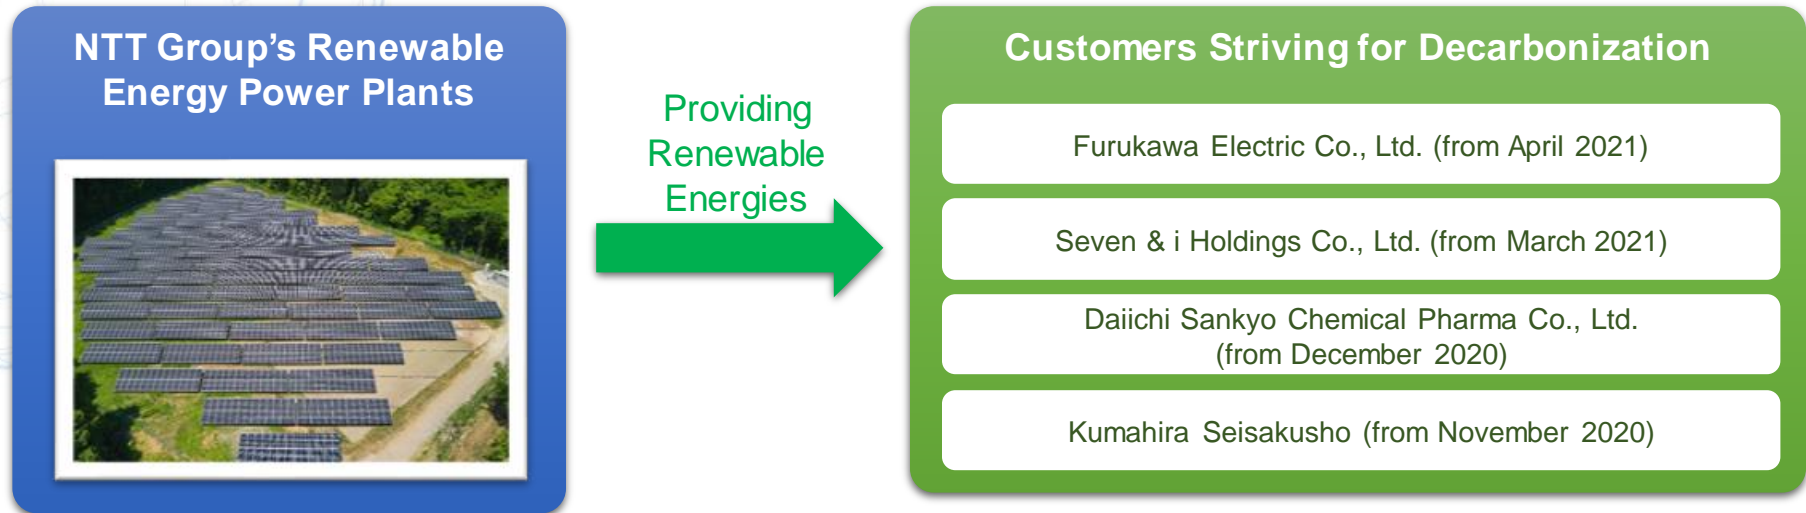 NTT Group's Renewable
Energy Power Plants
Providing
Renewable
Energies
Customers Striving for Decarbonization
Furukawa Electric Co., Ltd. (from April 2021)
Seven & i Holdings Co., Ltd. (from March 2021)
Daiichi Sankyo Chemical Pharma Co., Ltd.
(from December 2020)
Kumahira Seisakusho (from November 2020)